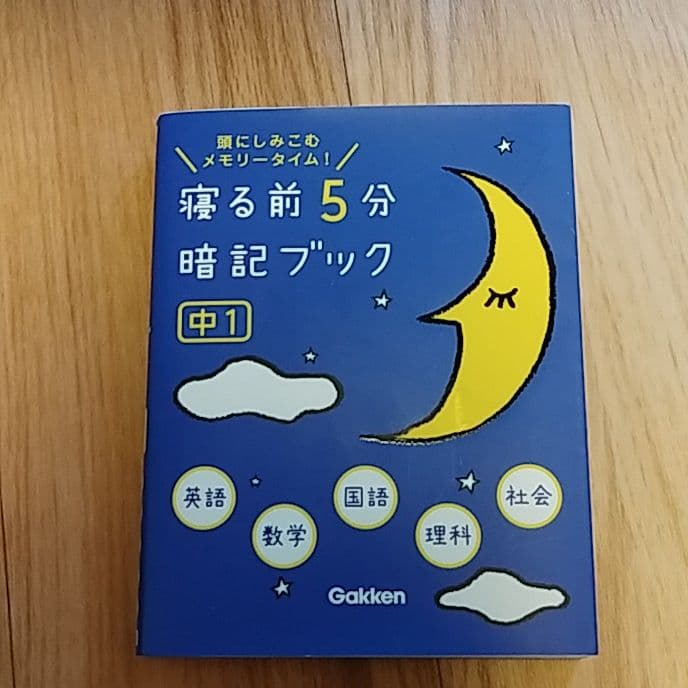 頭にしみこむ
メモリータイム!
寝る前5分
暗記ブック
中1
英語
数学
国語
理科
社会
Gakken